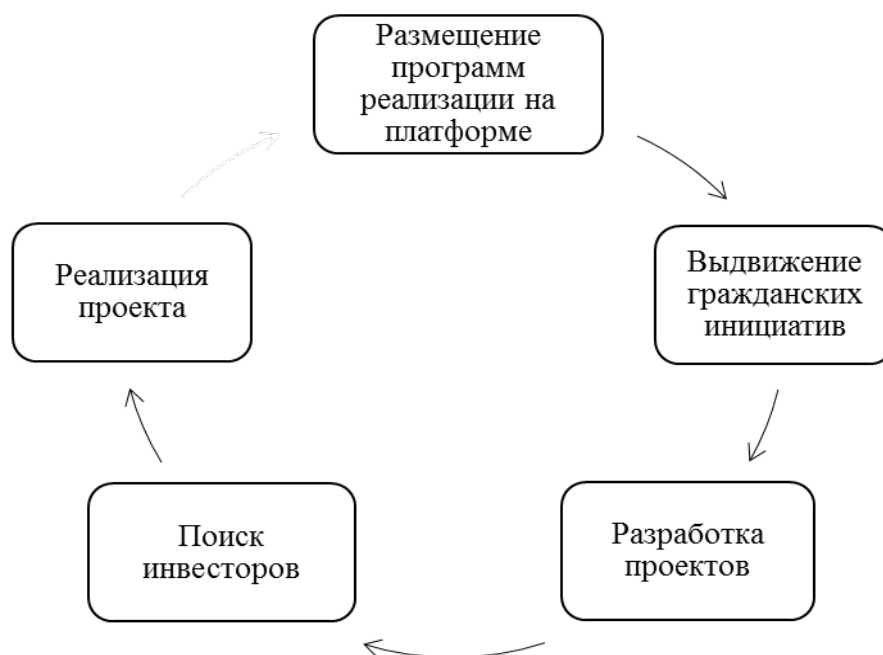 Размещение
программ
реализации на
платформе
Выдвижение
гражданских
инициатив
Разработка
проектов
Поиск
инвесторов
Реализация
проекта